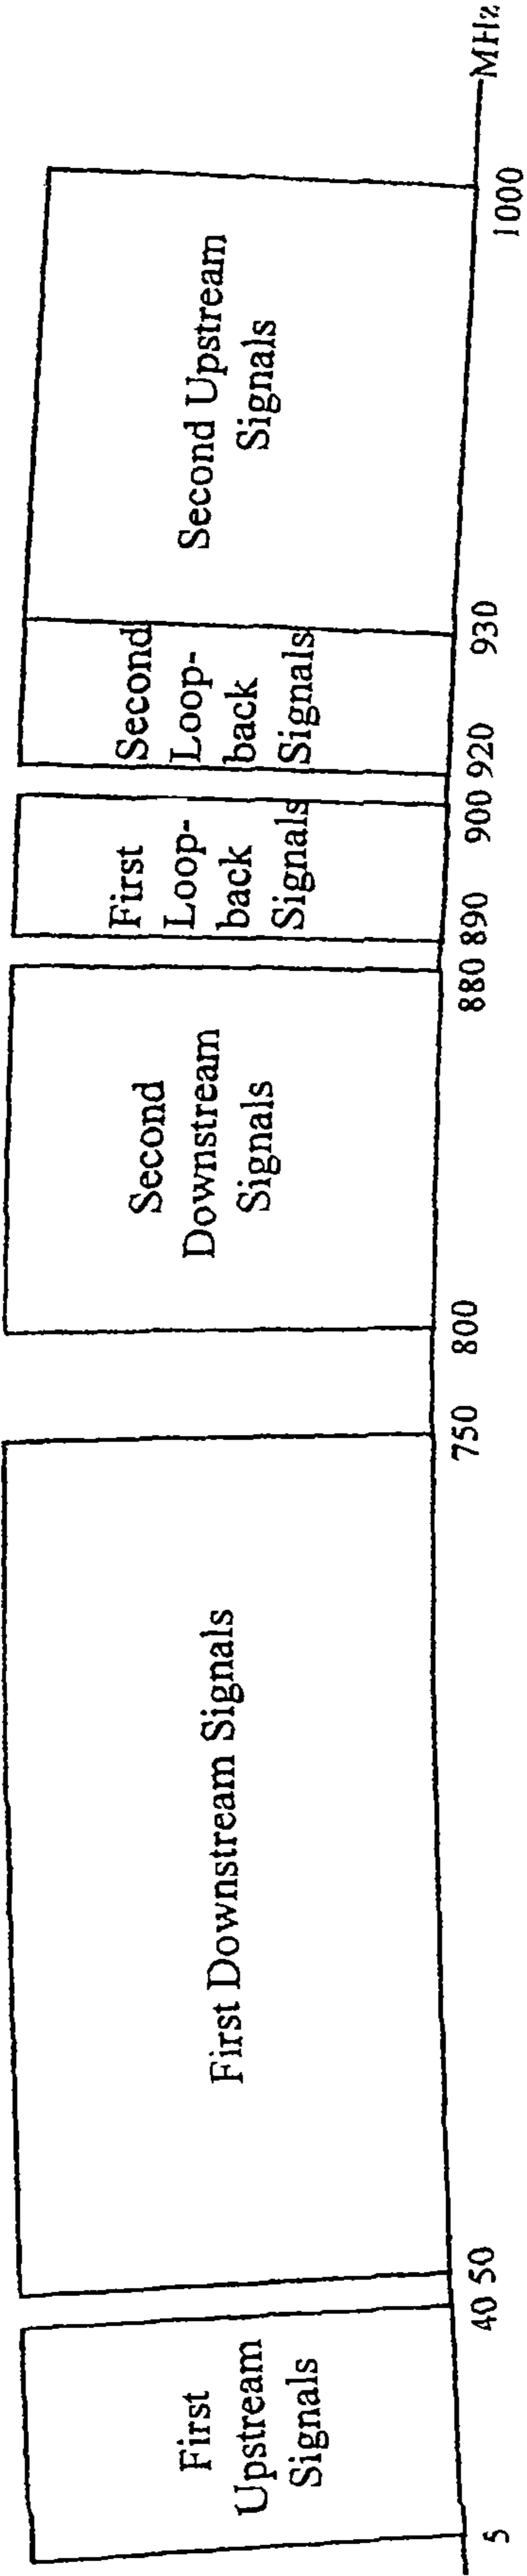 First
Upstream
Signals
First Downstream Signals
Second
Downstream
Signals
First
Loop-
back
Signals
Second
Loop-
back
Signals
Second Upstream
Signals
5
40 50
750
800
880 890
900 920
930
1000
MHz